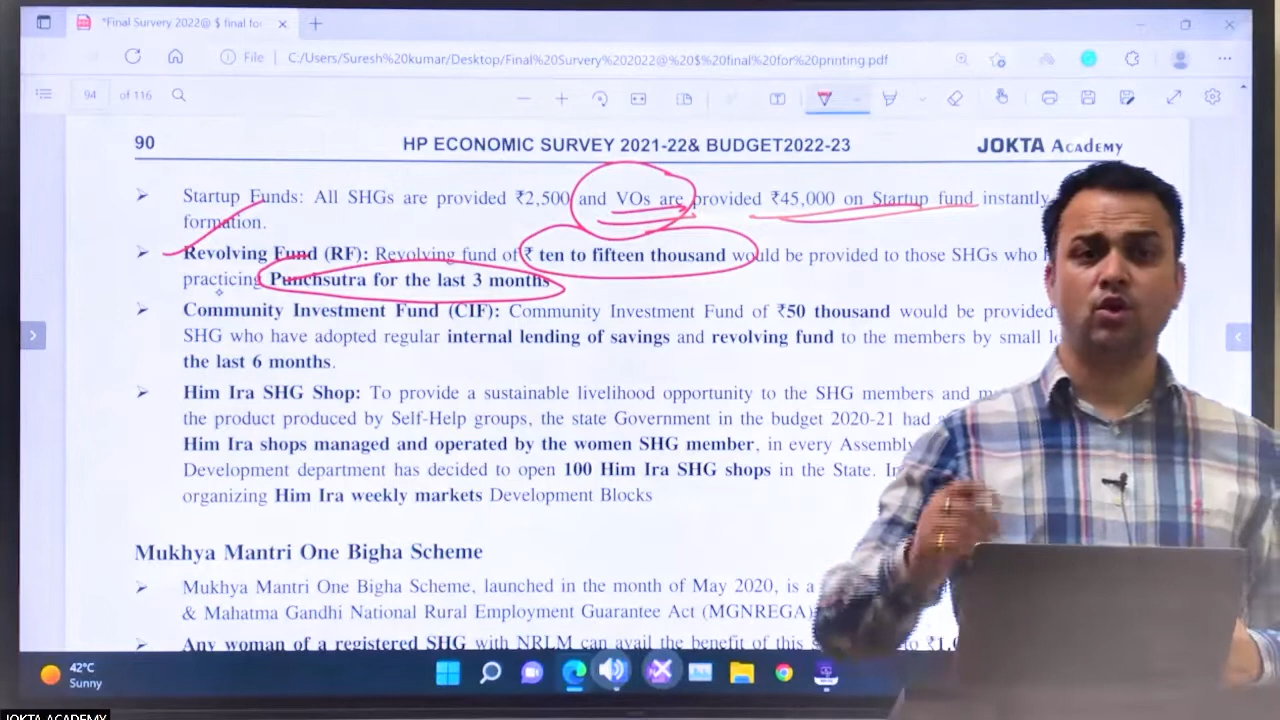 *Final Survery 2022@ $ final for
File C:/Users/Suresh%20kumar/Desktop/Final%20Survery%202022@%20$%20final%20for%20printing.pdf
94 of 116
90 HP ECONOMIC SURVEY 2021-22& BUDGET2022-23 JOKTA ACADEMY
Startup Funds: All SHGs are provided ₹2,500 and VOs are provided ₹45,000 on Startup fund instantly
formation.
Revolving Fund (RF): Revolving fund of ₹ ten to fifteen thousand would be provided to those SHGs who
practicing Punchsutra for the last 3 months
Community Investment Fund (CIF): Community Investment Fund of ₹50 thousand would be provided
SHG who have adopted regular internal lending of savings and revolving fund to the members by small
the last 6 months.
Him Ira SHG Shop: To provide a sustainable livelihood opportunity to the SHG members and
the product produced by Self-Help groups, the state Government in the budget 2020-21 had
Him Ira shops managed and operated by the women SHG member, in every Assembly
Development department has decided to open 100 Him Ira SHG shops in the State.
organizing Him Ira weekly markets Development Blocks
Mukhya Mantri One Bigha Scheme
Mukhya Mantri One Bigha Scheme, launched in the month of May 2020, is a
& Mahatma Gandhi National Rural Employment Guarantee Act (MGNREGA)
Any woman of a registered SHG with NRLM can avail the benefit of this
42°C
Sunny
JOKTA ACADEMY